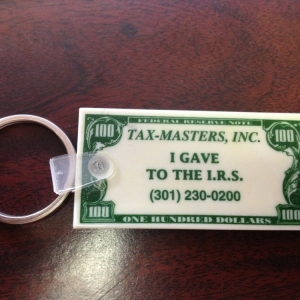 FEDERAL RESERVE NOTE
100 100
TAX-MASTERS, INC.
I GAVE
TO THE I.R.S.
(301) 230-0200
100 100
ONE HUNDRED DOLLARS